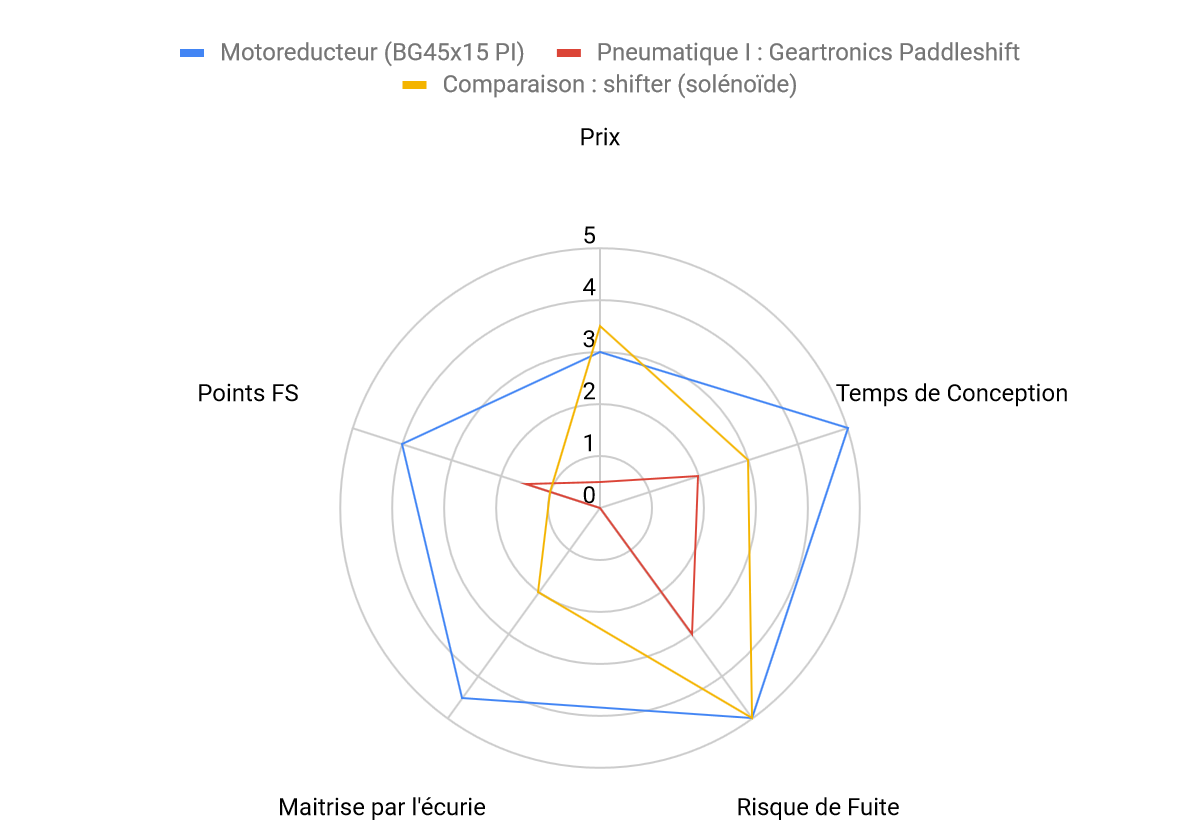 Motoreducteur (BG45x15 PI) Pneumatique I : Geartronics Paddleshift
Comparaison : shifter (solénoïde)
Prix
5
4
3
2
1
0
Points FS
Temps de Conception
Maitrise par l'écurie
Risque de Fuite